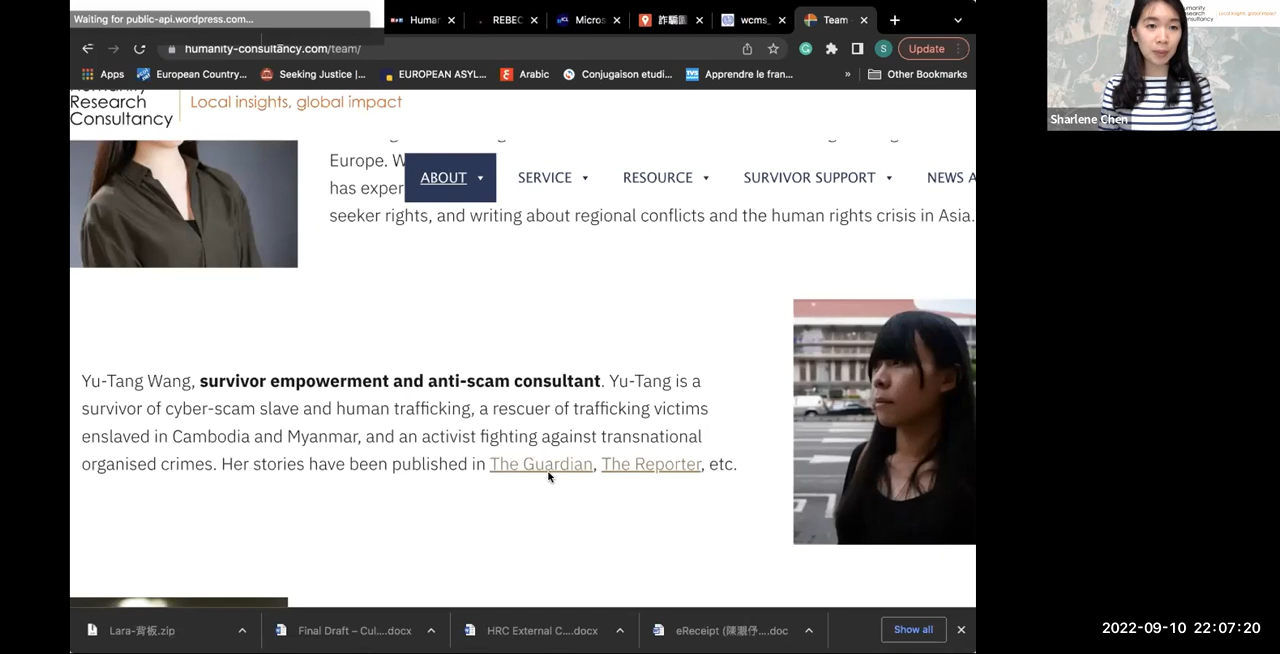 Waiting for public-api.wordpress.com...
Humar
REBEC
Micros
詐騙園
wcms_
Team
humanity-consultancy.com/team/
S
Update
Apps
European Country...
Seeking Justice |...
EUROPEAN ASYL...
Arabic
Conjugaison etudi...
Apprendre le fran...
»
Other Bookmarks
Humanity
Research
Consultancy
Local insights, global impact
ABOUT
SERVICE
RESOURCE
SURVIVOR SUPPORT
NEWS A
Europe. W
has exper
seeker rights, and writing about regional conflicts and the human rights crisis in Asia.
Yu-Tang Wang, survivor empowerment and anti-scam consultant. Yu-Tang is a
survivor of cyber-scam slave and human trafficking, a rescuer of trafficking victims
enslaved in Cambodia and Myanmar, and an activist fighting against transnational
organised crimes. Her stories have been published in The Guardian, The Reporter, etc.
Lara-背板.zip
Final Draft – Cul....docx
HRC External C....docx
Show all
Sharlene Chen
2022-09-10 22:07:20